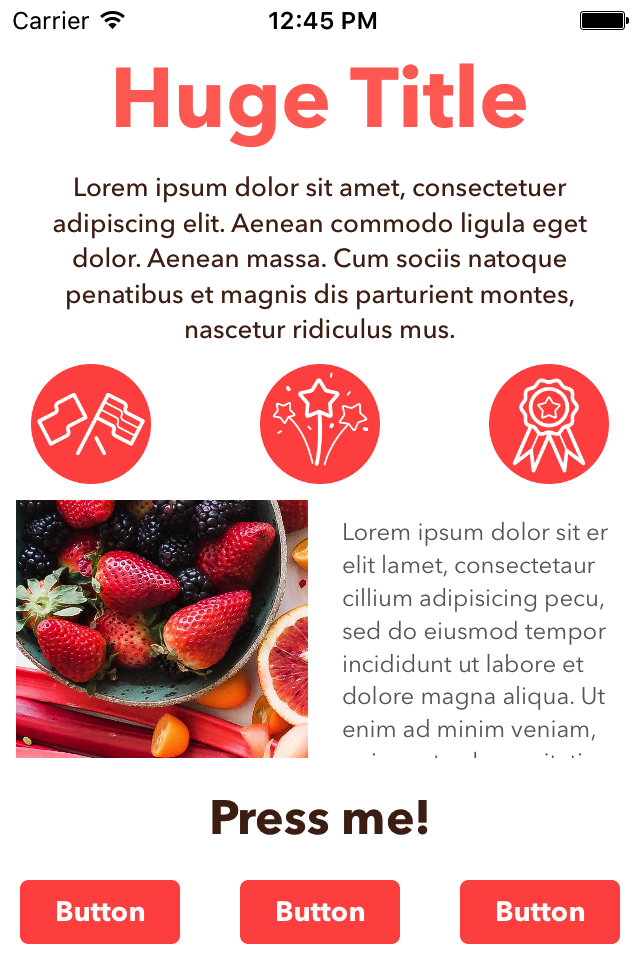 Carrier 12:45 PM
Huge Title
Lorem ipsum dolor sit amet, consectetuer
adipiscing elit. Aenean commodo ligula eget
dolor. Aenean massa. Cum sociis natoque
penatibus et magnis dis parturient montes,
nascetur ridiculus mus.
Lorem ipsum dolor sit er
elit lamet, consectetaur
cillium adipisicing pecu,
sed do eiusmod tempor
incididunt ut labore et
dolore magna aliqua. Ut
enim ad minim veniam,
Press me!
Button Button Button